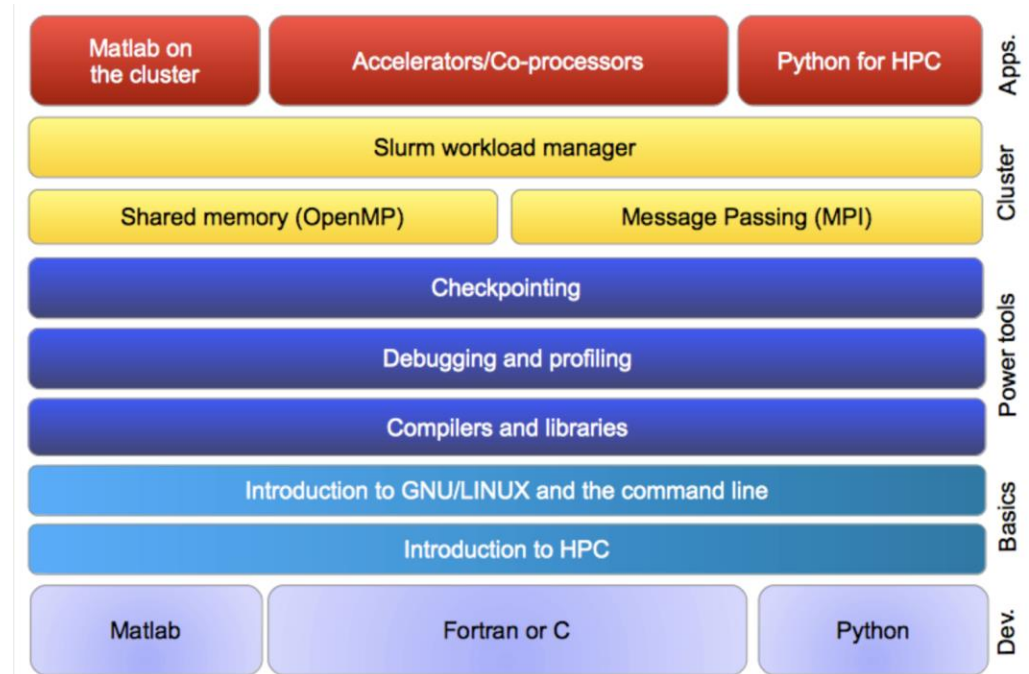 Matlab on
the cluster
Accelerators/Co-processors
Python for HPC
Apps.
Slurm workload manager
Shared memory (OpenMP)
Message Passing (MPI)
Cluster
Checkpointing
Debugging and profiling
Compilers and libraries
Power tools
Introduction to GNU/LINUX and the command line
Introduction to HPC
Basics
Matlab
Fortran or C
Python
Dev.